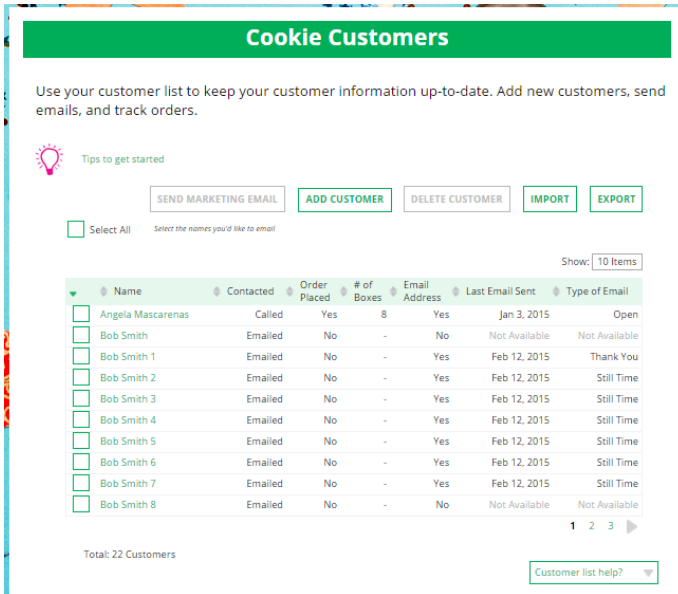 Cookie Customers
Use your customer list to keep your customer information up-to-date. Add new customers, send
emails, and track orders.
Tips to get started
SEND MARKETING EMAIL ADD CUSTOMER DELETE CUSTOMER IMPORT EXPORT
Select All Select the names you'd like to email
Show: 10 Items
Name Contacted Order Placed # of Boxes Email Address Last Email Sent Type of Email
Angela Mascarenas Called Yes 8 Yes Jan 3, 2015 Open
Bob Smith Emailed No - No Not Available Not Available
Bob Smith 1 Emailed No - Yes Feb 12, 2015 Thank You
Bob Smith 2 Emailed No - Yes Feb 12, 2015 Still Time
Bob Smith 3 Emailed No - Yes Feb 12, 2015 Still Time
Bob Smith 4 Emailed No - Yes Feb 12, 2015 Still Time
Bob Smith 5 Emailed No - Yes Feb 12, 2015 Still Time
Bob Smith 6 Emailed No - Yes Feb 12, 2015 Still Time
Bob Smith 7 Emailed No - Yes Feb 12, 2015 Still Time
Bob Smith 8 Emailed No - No Not Available Not Available
1 2 3
Total: 22 Customers
Customer list help?